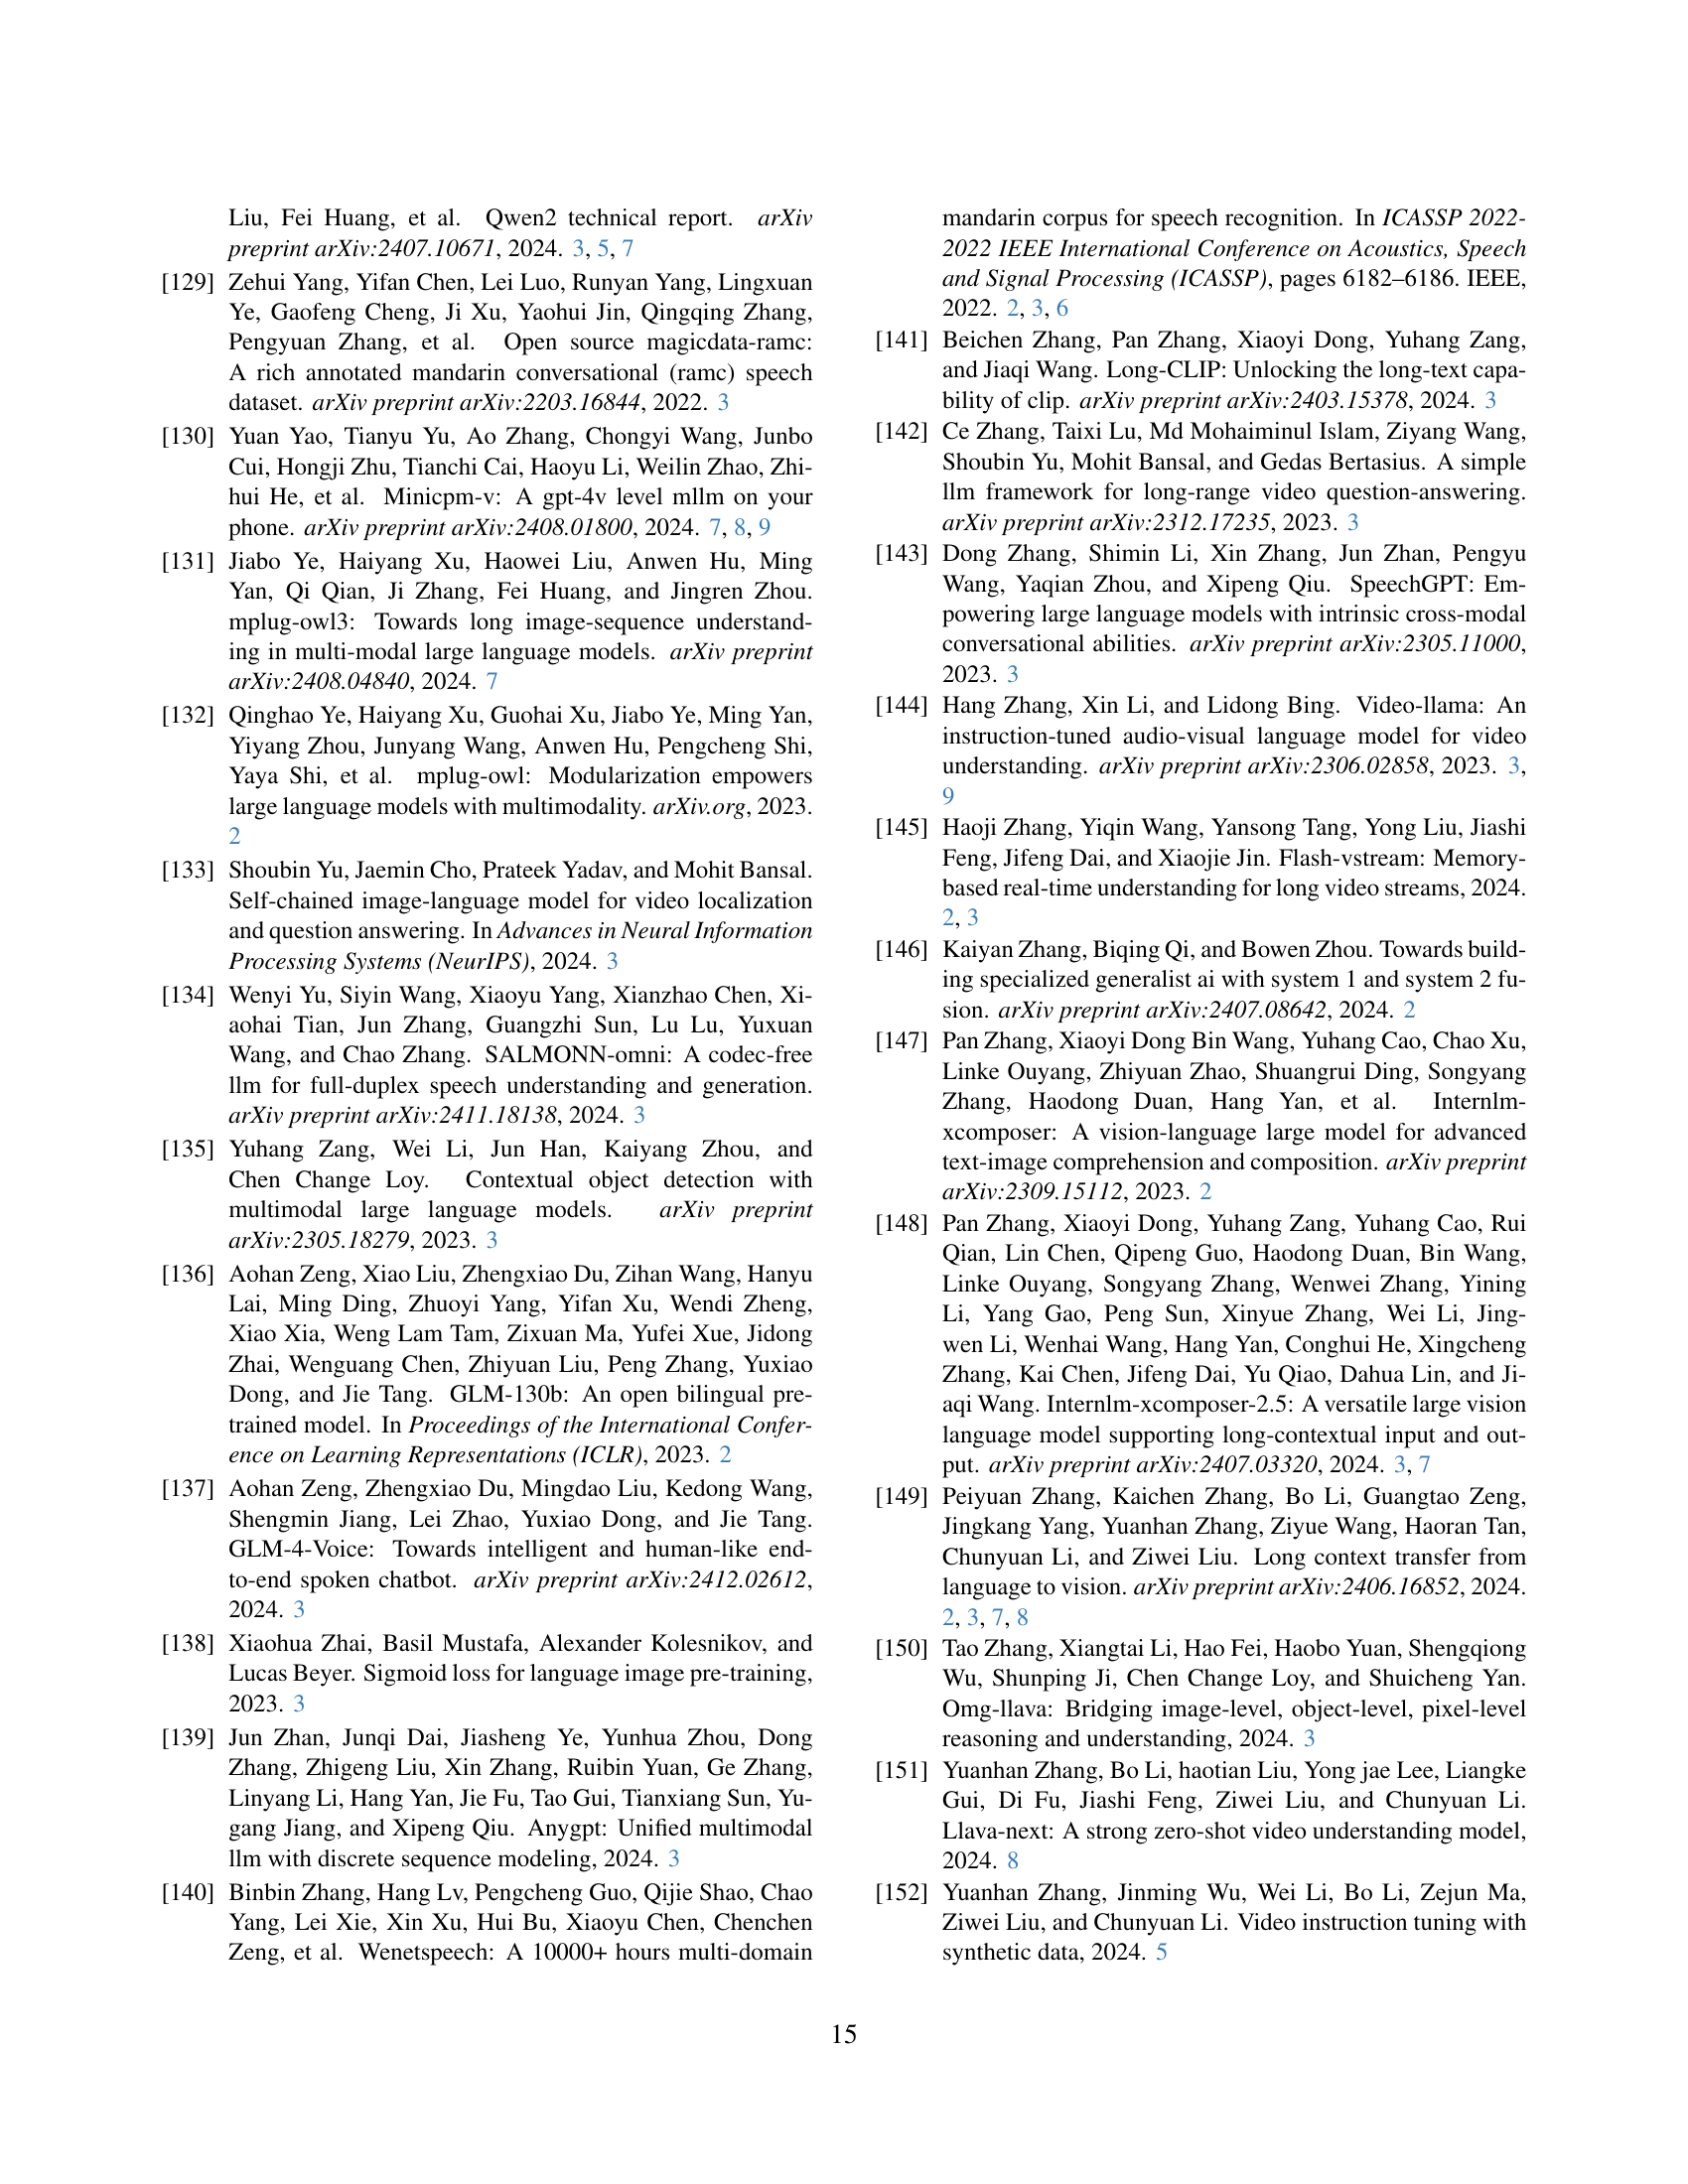 Liu, Fei Huang, et al. Qwen2 technical report. arXiv
preprint arXiv:2407.10671, 2024. 3, 5, 7
[129] Zehui Yang, Yifan Chen, Lei Luo, Runyan Yang, Lingxuan
Ye, Gaofeng Cheng, Ji Xu, Yaohui Jin, Qingqing Zhang,
Pengyuan Zhang, et al. Open source magicdata-ramc:
A rich annotated mandarin conversational (ramc) speech
dataset. arXiv preprint arXiv:2203.16844, 2022. 3
[130] Yuan Yao, Tianyu Yu, Ao Zhang, Chongyi Wang, Junbo
Cui, Hongji Zhu, Tianchi Cai, Haoyu Li, Weilin Zhao, Zhi-
hui He, et al. Minicpm-v: A gpt-4v level mllm on your
phone. arXiv preprint arXiv:2408.01800, 2024. 7, 8, 9
[131] Jiabo Ye, Haiyang Xu, Haowei Liu, Anwen Hu, Ming
Yan, Qi Qian, Ji Zhang, Fei Huang, and Jingren Zhou.
mplug-owl3: Towards long image-sequence understand-
ing in multi-modal large language models. arXiv preprint
arXiv:2408.04840, 2024. 7
[132] Qinghao Ye, Haiyang Xu, Guohai Xu, Jiabo Ye, Ming Yan,
Yiyang Zhou, Junyang Wang, Anwen Hu, Pengcheng Shi,
Yaya Shi, et al. mplug-owl: Modularization empowers
large language models with multimodality. arXiv.org, 2023.
2
[133] Shoubin Yu, Jaemin Cho, Prateek Yadav, and Mohit Bansal.
Self-chained image-language model for video localization
and question answering. In Advances in Neural Information
Processing Systems (NeurIPS), 2024. 3
[134] Wenyi Yu, Siyin Wang, Xiaoyu Yang, Xianzhao Chen, Xi-
aohai Tian, Jun Zhang, Guangzhi Sun, Lu Lu, Yuxuan
Wang, and Chao Zhang. SALMONN-omni: A codec-free
llm for full-duplex speech understanding and generation.
arXiv preprint arXiv:2411.18138, 2024. 3
[135] Yuhang Zang, Wei Li, Jun Han, Kaiyang Zhou, and
Chen Change Loy. Contextual object detection with
multimodal large language models. arXiv preprint
arXiv:2305.18279, 2023. 3
[136] Aohan Zeng, Xiao Liu, Zhengxiao Du, Zihan Wang, Hanyu
Lai, Ming Ding, Zhuoyi Yang, Yifan Xu, Wendi Zheng,
Xiao Xia, Weng Lam Tam, Zixuan Ma, Yufei Xue, Jidong
Zhai, Wenguang Chen, Zhiyuan Liu, Peng Zhang, Yuxiao
Dong, and Jie Tang. GLM-130b: An open bilingual pre-
trained model. In Proceedings of the International Confer-
ence on Learning Representations (ICLR), 2023. 2
[137] Aohan Zeng, Zhengxiao Du, Mingdao Liu, Kedong Wang,
Shengmin Jiang, Lei Zhao, Yuxiao Dong, and Jie Tang.
GLM-4-Voice: Towards intelligent and human-like end-
to-end spoken chatbot. arXiv preprint arXiv:2412.02612,
2024. 3
[138] Xiaohua Zhai, Basil Mustafa, Alexander Kolesnikov, and
Lucas Beyer. Sigmoid loss for language image pre-training,
2023. 3
[139] Jun Zhan, Junqi Dai, Jiasheng Ye, Yunhua Zhou, Dong
Zhang, Zhigeng Liu, Xin Zhang, Ruibin Yuan, Ge Zhang,
Linyang Li, Hang Yan, Jie Fu, Tao Gui, Tianxiang Sun, Yu-
gang Jiang, and Xipeng Qiu. Anygpt: Unified multimodal
llm with discrete sequence modeling, 2024. 3
[140] Binbin Zhang, Hang Lv, Pengcheng Guo, Qijie Shao, Chao
Yang, Lei Xie, Xin Xu, Hui Bu, Xiaoyu Chen, Chenchen
Zeng, et al. Wenetspeech: A 10000+ hours multi-domain
mandarin corpus for speech recognition. In ICASSP 2022-
2022 IEEE International Conference on Acoustics, Speech
and Signal Processing (ICASSP), pages 6182–6186. IEEE,
2022. 2, 3, 6
[141] Beichen Zhang, Pan Zhang, Xiaoyi Dong, Yuhang Zang,
and Jiaqi Wang. Long-CLIP: Unlocking the long-text capa-
bility of clip. arXiv preprint arXiv:2403.15378, 2024. 3
[142] Ce Zhang, Taixi Lu, Md Mohaiminul Islam, Ziyang Wang,
Shoubin Yu, Mohit Bansal, and Gedas Bertasius. A simple
llm framework for long-range video question-answering.
arXiv preprint arXiv:2312.17235, 2023. 3
[143] Dong Zhang, Shimin Li, Xin Zhang, Jun Zhan, Pengyu
Wang, Yaqian Zhou, and Xipeng Qiu. SpeechGPT: Em-
powering large language models with intrinsic cross-modal
conversational abilities. arXiv preprint arXiv:2305.11000,
2023. 3
[144] Hang Zhang, Xin Li, and Lidong Bing. Video-llama: An
instruction-tuned audio-visual language model for video
understanding. arXiv preprint arXiv:2306.02858, 2023. 3,
9
[145] Haoji Zhang, Yiqin Wang, Yansong Tang, Yong Liu, Jiashi
Feng, Jifeng Dai, and Xiaojie Jin. Flash-vstream: Memory-
based real-time understanding for long video streams, 2024.
2, 3
[146] Kaiyan Zhang, Biqing Qi, and Bowen Zhou. Towards build-
ing specialized generalist ai with system 1 and system 2 fu-
sion. arXiv preprint arXiv:2407.08642, 2024. 2
[147] Pan Zhang, Xiaoyi Dong Bin Wang, Yuhang Cao, Chao Xu,
Linke Ouyang, Zhiyuan Zhao, Shuangrui Ding, Songyang
Zhang, Haodong Duan, Hang Yan, et al. Internlm-
xcomposer: A vision-language large model for advanced
text-image comprehension and composition. arXiv preprint
arXiv:2309.15112, 2023. 2
[148] Pan Zhang, Xiaoyi Dong, Yuhang Zang, Yuhang Cao, Rui
Qian, Lin Chen, Qipeng Guo, Haodong Duan, Bin Wang,
Linke Ouyang, Songyang Zhang, Wenwei Zhang, Yining
Li, Yang Gao, Peng Sun, Xinyue Zhang, Wei Li, Jing-
wen Li, Wenhai Wang, Hang Yan, Conghui He, Xingcheng
Zhang, Kai Chen, Jifeng Dai, Yu Qiao, Dahua Lin, and Ji-
aqi Wang. Internlm-xcomposer-2.5: A versatile large vision
language model supporting long-contextual input and out-
put. arXiv preprint arXiv:2407.03320, 2024. 3, 7
[149] Peiyuan Zhang, Kaichen Zhang, Bo Li, Guangtao Zeng,
Jingkang Yang, Yuanhan Zhang, Ziyue Wang, Haoran Tan,
Chunyuan Li, and Ziwei Liu. Long context transfer from
language to vision. arXiv preprint arXiv:2406.16852, 2024.
2, 3, 7, 8
[150] Tao Zhang, Xiangtai Li, Hao Fei, Haobo Yuan, Shengqiong
Wu, Shunping Ji, Chen Change Loy, and Shuicheng Yan.
Omg-llava: Bridging image-level, object-level, pixel-level
reasoning and understanding, 2024. 3
[151] Yuanhan Zhang, Bo Li, haotian Liu, Yong jae Lee, Liangke
Gui, Di Fu, Jiashi Feng, Ziwei Liu, and Chunyuan Li.
Llava-next: A strong zero-shot video understanding model,
2024. 8
[152] Yuanhan Zhang, Jinming Wu, Wei Li, Bo Li, Zejun Ma,
Ziwei Liu, and Chunyuan Li. Video instruction tuning with
synthetic data, 2024. 5
15